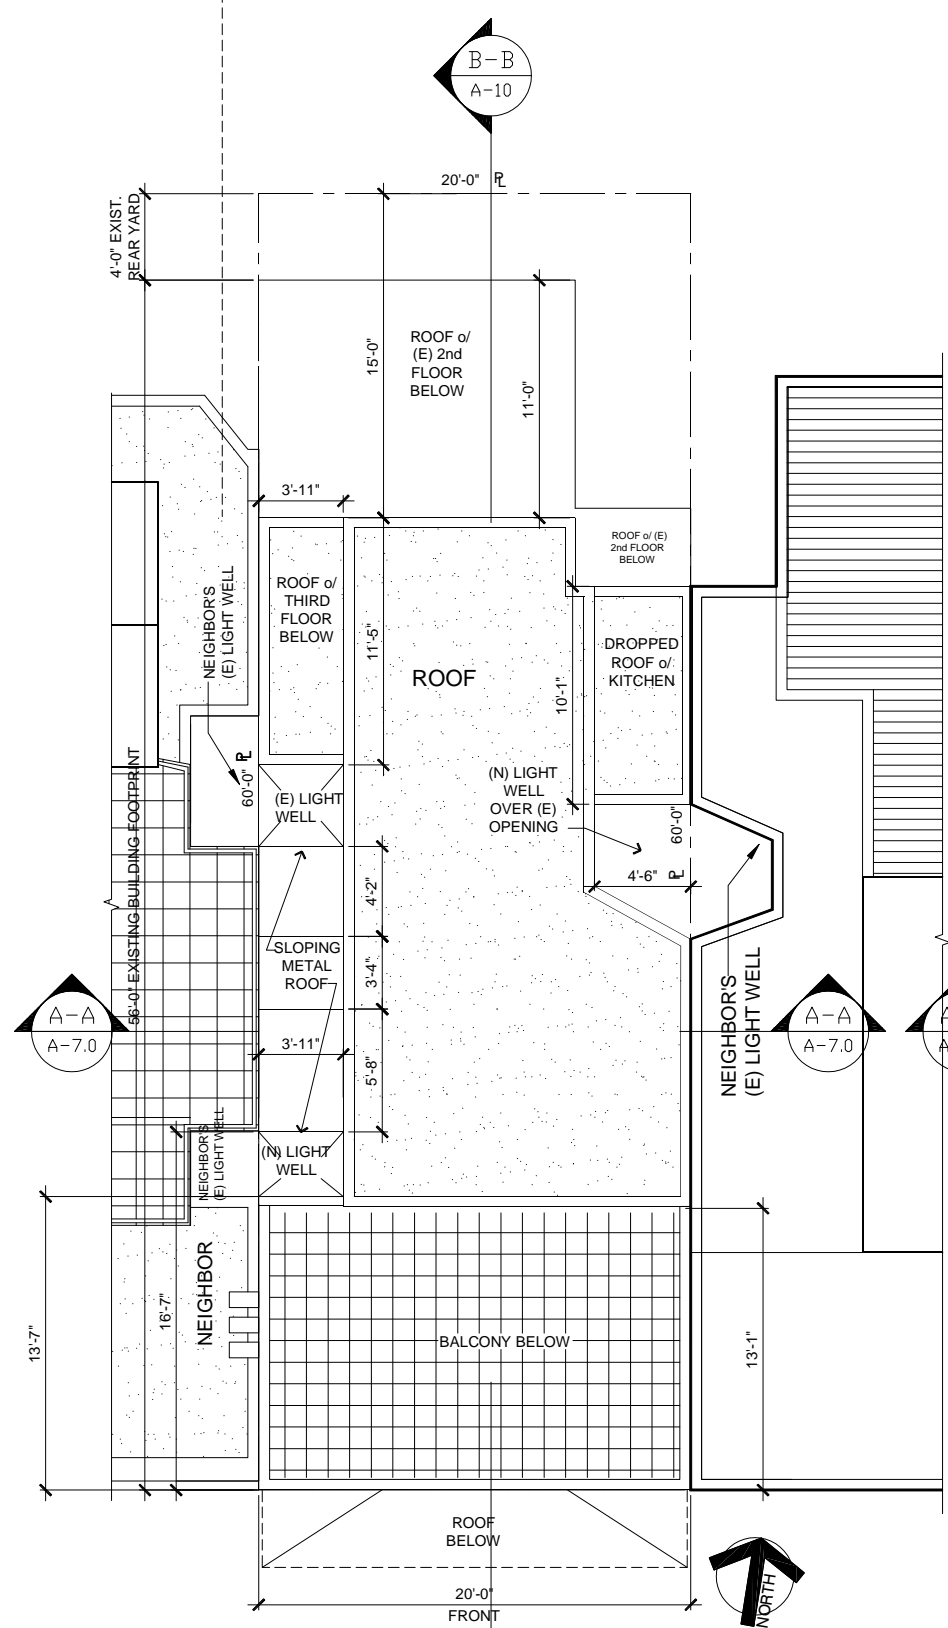 B-B
A-10
20'-0" PL
4'-0" EXIST.
REAR YARD
15'-0"
ROOF o/
(E) 2nd
FLOOR
BELOW
11'-0"
3'-11"
ROOF o/ (E)
2nd FLOOR
BELOW
NEIGHBOR'S
(E) LIGHT WELL
ROOF o/
THIRD
FLOOR
BELOW
11'-5"
ROOF
10'-1"
DROPPED
ROOF o/
KITCHEN
56'-0" EXISTING BUILDING FOOTPRINT
60'-0" PL
(E) LIGHT
WELL
(N) LIGHT
WELL
OVER (E)
OPENING
60'-0" PL
4'-6"
4'-2"
SLOPING
METAL
ROOF
3'-4"
NEIGHBOR'S
(E) LIGHT WELL
A-A
A-7.0
3'-11"
5'-8"
A-A
A-7.0
NEIGHBOR'S
(E) LIGHT WELL
(N) LIGHT
WELL
NEIGHBOR
13'-7"
16'-7"
BALCONY BELOW
13'-1"
ROOF
BELOW
20'-0"
FRONT
NORTH